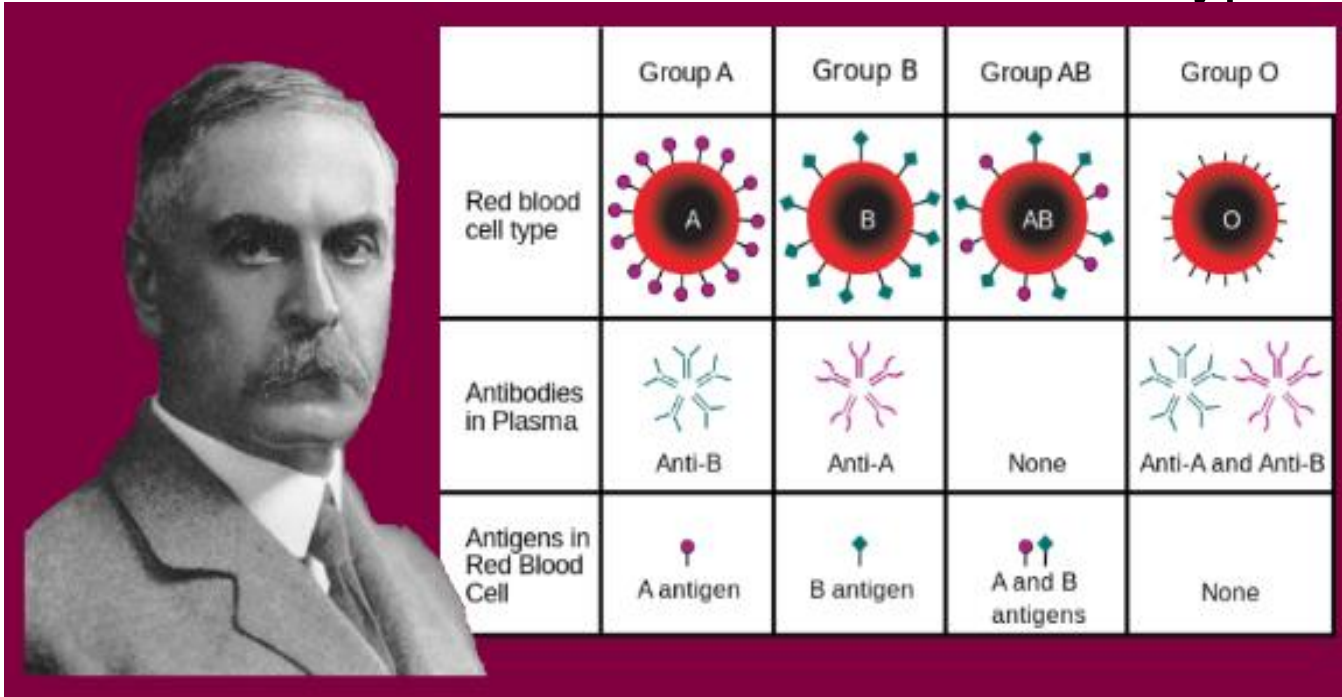 Group A
Group B
Group AB
Group O
Red blood
cell type
A
B
AB
O
Antibodies
in Plasma
Anti-B
Anti-A
None
Anti-A and Anti-B
Antigens in
Red Blood
Cell
A antigen
B antigen
A and B
antigens
None